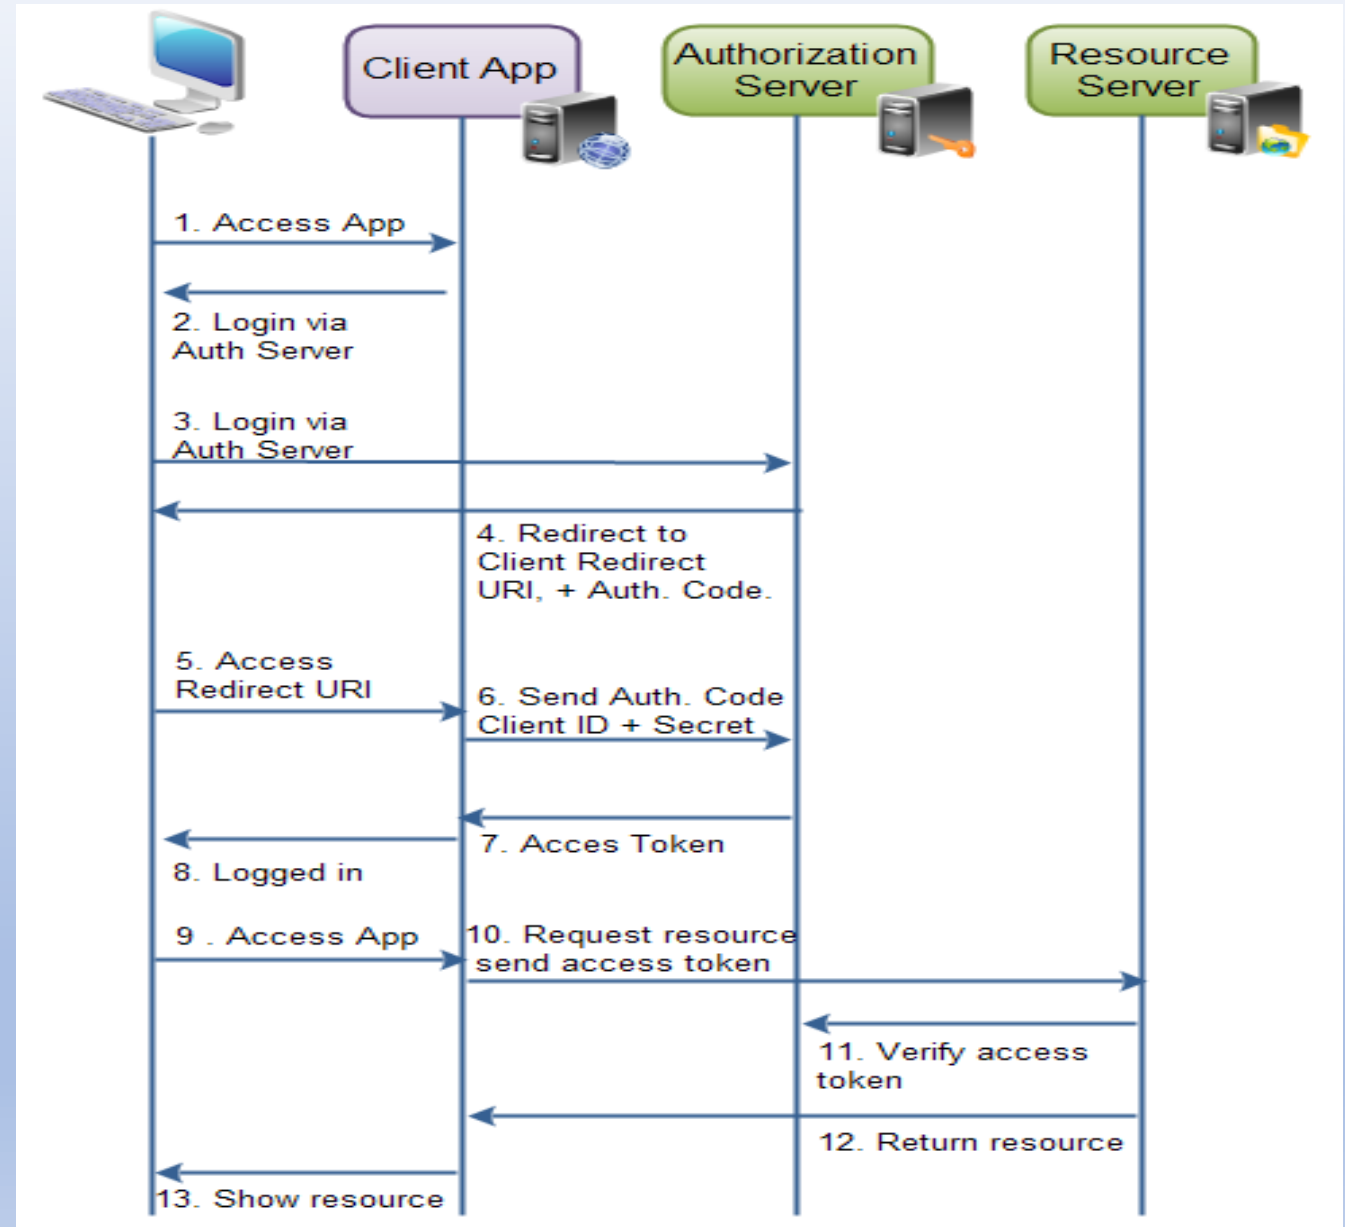 Client App
Authorization
Server
Resource
Server
1. Access App
2. Login via
Auth Server
3. Login via
Auth Server
4. Redirect to
Client Redirect
URI, + Auth. Code.
5. Access
Redirect URI
6. Send Auth. Code
Client ID + Secret
7. Acces Token
8. Logged in
9 . Access App
10. Request resource
send access token
11. Verify access
token
12. Return resource
13. Show resource